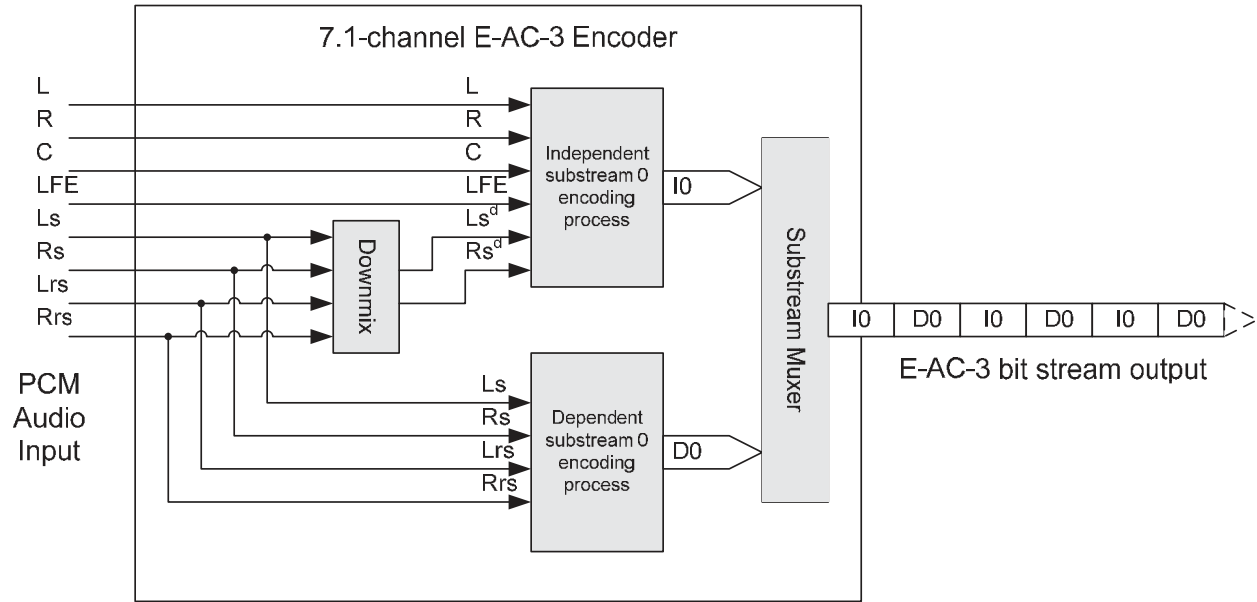 7.1-channel E-AC-3 Encoder
L
R
C
LFE
Ls
Rs
Lrs
Rrs
PCM
Audio
Input
Downmix
L
R
C
LFE
Lsd
Rsd
Independent
substream 0
encoding
process
I0
Ls
Rs
Lrs
Rrs
Dependent
substream 0
encoding
process
D0
Substream Muxer
I0 D0 I0 D0 I0 D0
E-AC-3 bit stream output